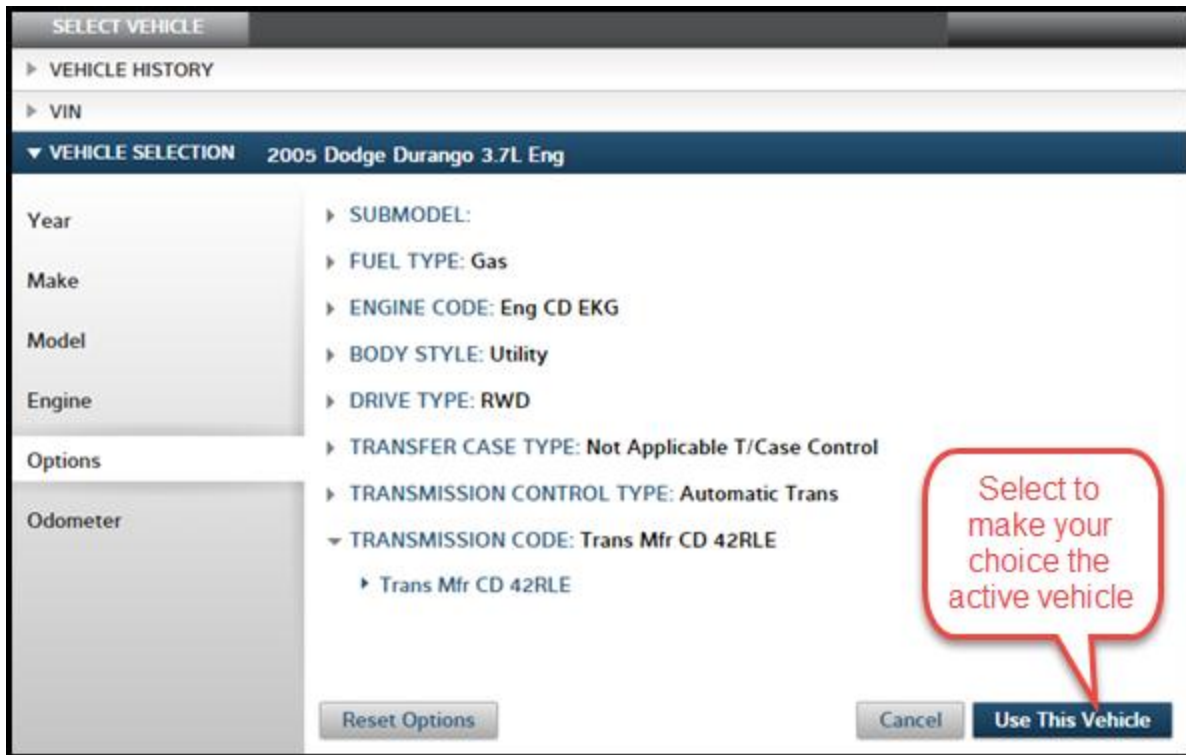 SELECT VEHICLE
VEHICLE HISTORY
VIN
VEHICLE SELECTION 2005 Dodge Durango 3.7L Eng
Year
Make
Model
Engine
Options
Odometer
SUBMODEL:
FUEL TYPE: Gas
ENGINE CODE: Eng CD EKG
BODY STYLE: Utility
DRIVE TYPE: RWD
TRANSFER CASE TYPE: Not Applicable T/Case Control
TRANSMISSION CONTROL TYPE: Automatic Trans
TRANSMISSION CODE: Trans Mfr CD 42RLE
Trans Mfr CD 42RLE
Select to
make your
choice the
active vehicle
Reset Options
Cancel
Use This Vehicle